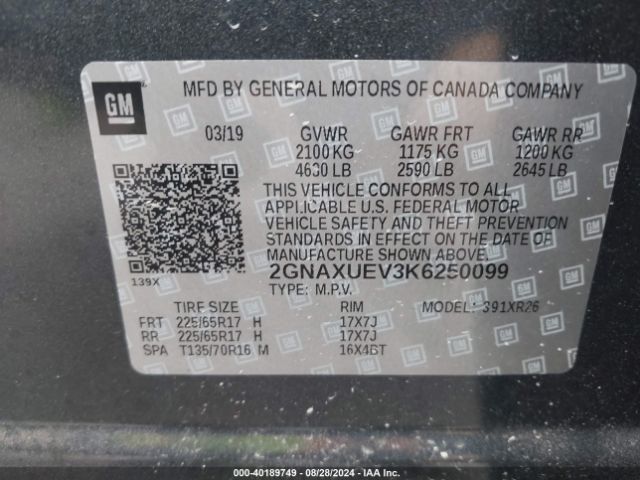 GM MFD BY GENERAL MOTORS OF CANADA COMPANY
03/19 GVWR GAWR FRT GAWR RR
2100 KG 1175 KG 1200 KG
4630 LB 2590 LB 2645 LB
THIS VEHICLE CONFORMS TO ALL
APPLICABLE U.S. FEDERAL MOTOR
VEHICLE SAFETY AND THEFT PREVENTION
STANDARDS IN EFFECT ON THE DATE OF
MANUFACTURE SHOWN ABOVE.
2GNAXUEV3K6250099
139X TYPE: M.P.V.
TIRE SIZE RIM MODEL: 391XR26
FRT 225/65R17 H 17X7J
RR 225/65R17 H 17X7J
SPA T135/70R16 M 16X4BT
000-40189749 - 08/28/2024 - IAA Inc.